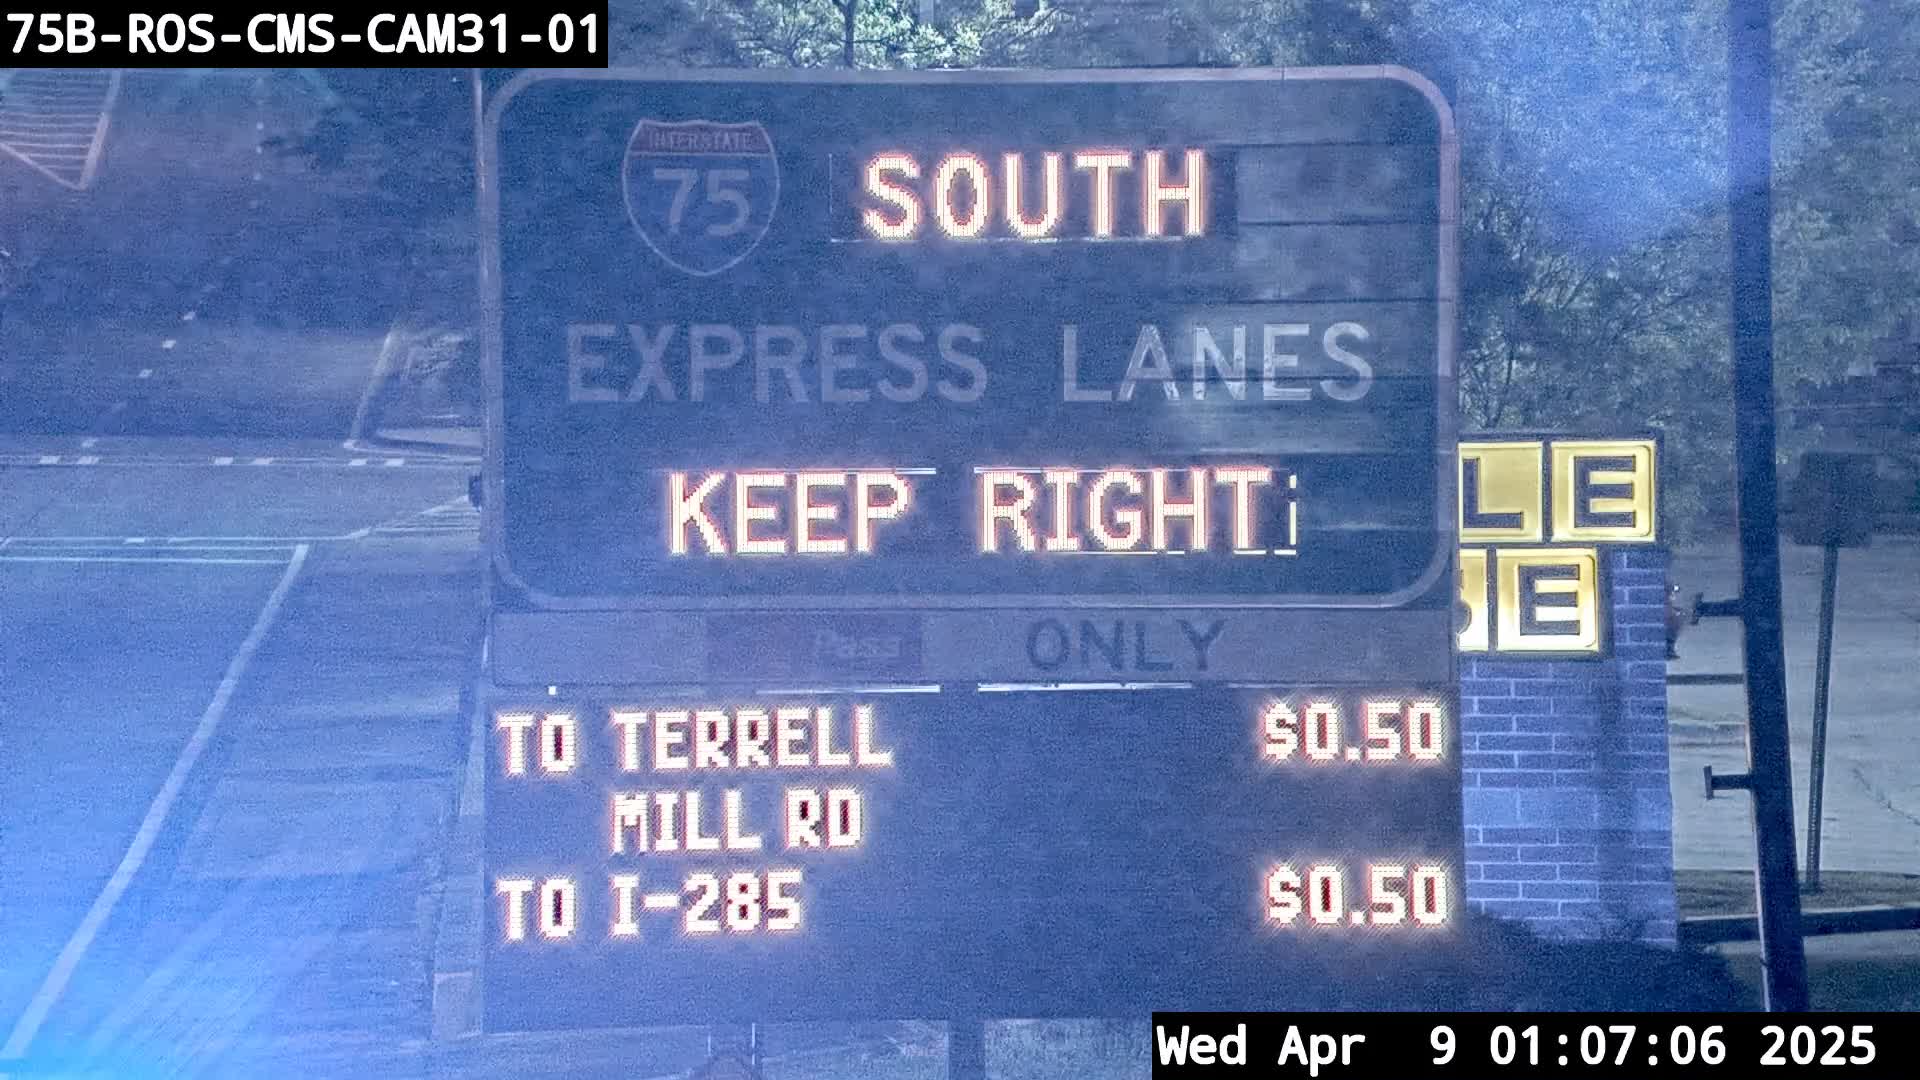 75B-ROS-CMS-CAM31-01
INTERSTATE
75
SOUTH
EXPRESS LANES
KEEP RIGHT
Pass ONLY
TO TERRELL $0.50
MILL RD
TO I-285 $0.50
LE
E
Wed Apr 9 01:07:06 2025